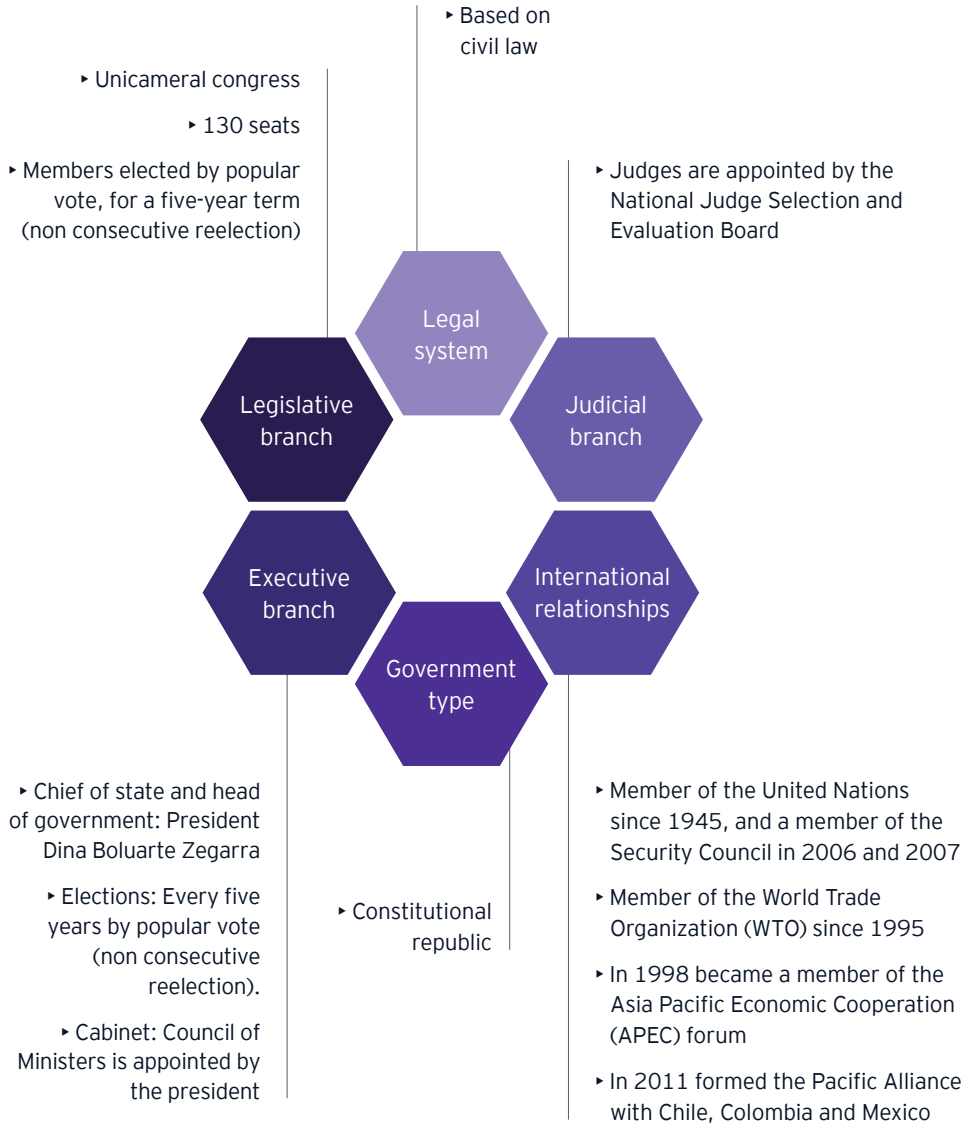 ▸ Based on
civil law
▸ Unicameral congress
▸ 130 seats
▸ Members elected by popular
vote, for a five-year term
(non consecutive reelection)
▸ Judges are appointed by the
National Judge Selection and
Evaluation Board
Legal
system
Legislative
branch
Judicial
branch
Executive
branch
International
relationships
Government
type
▸ Chief of state and head
of government: President
Dina Boluarte Zegarra
▸ Elections: Every five
years by popular vote
(non consecutive
reelection).
▸ Cabinet: Council of
Ministers is appointed by
the president
▸ Constitutional
republic
▸ Member of the United Nations
since 1945, and a member of the
Security Council in 2006 and 2007
▸ Member of the World Trade
Organization (WTO) since 1995
▸ In 1998 became a member of the
Asia Pacific Economic Cooperation
(APEC) forum
▸ In 2011 formed the Pacific Alliance
with Chile, Colombia and Mexico